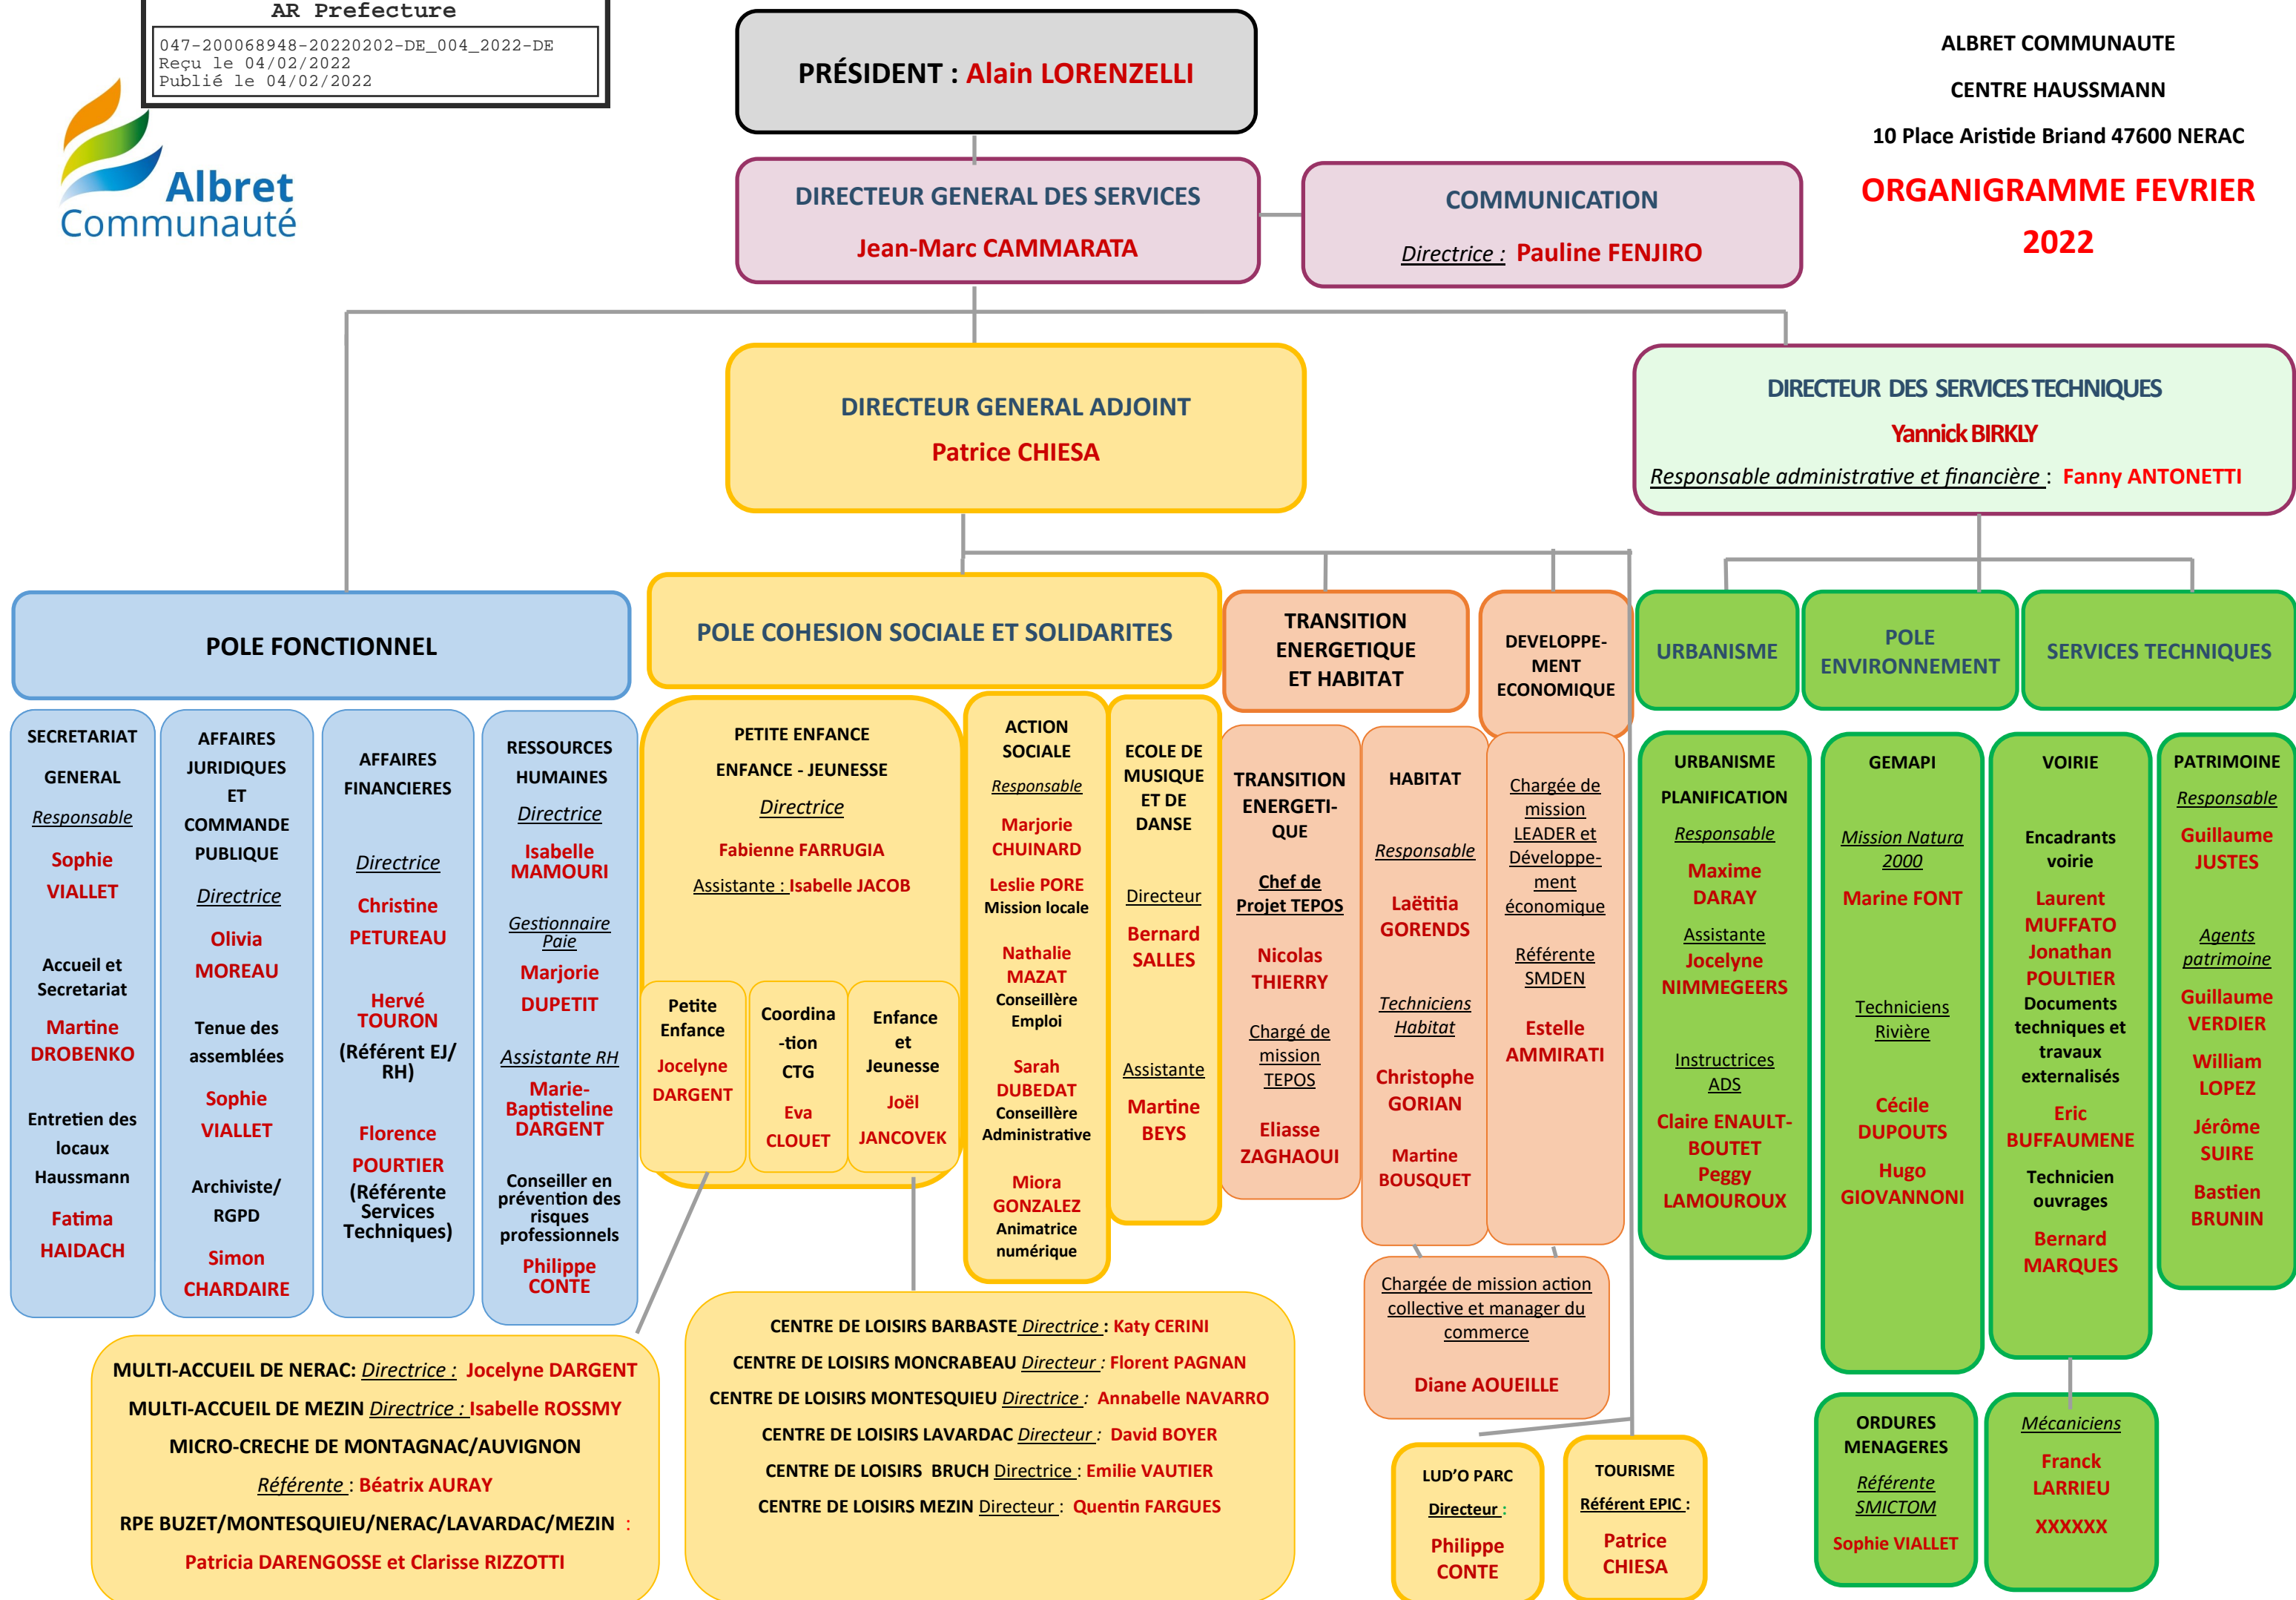 AR Prefecture
047-200068948-20220202-DE_004_2022-DE
Reçu le 04/02/2022
Publié le 04/02/2022
Albret
Communauté
PRÉSIDENT : Alain LORENZELLI
ALBRET COMMUNAUTE
CENTRE HAUSSMANN
10 Place Aristide Briand 47600 NERAC
ORGANIGRAMME FEVRIER
2022
DIRECTEUR GENERAL DES SERVICES
Jean-Marc CAMMARATA
COMMUNICATION
Directrice : Pauline FENJIRO
DIRECTEUR GENERAL ADJOINT
Patrice CHIESA
DIRECTEUR DES SERVICES TECHNIQUES
Yannick BIRKLY
Responsable administrative et financière : Fanny ANTONETTI
POLE FONCTIONNEL
POLE COHESION SOCIALE ET SOLIDARITES
TRANSITION
ENERGETIQUE
ET HABITAT
DEVELOPPE-
MENT
ECONOMIQUE
URBANISME
POLE
ENVIRONNEMENT
SERVICES TECHNIQUES
SECRETARIAT
GENERAL
Responsable
Sophie
VIALLET
Accueil et
Secretariat
Martine
DROBENKO
Entretien des
locaux
Haussmann
Fatima
HAIDACH
AFFAIRES
JURIDIQUES
ET
COMMANDE
PUBLIQUE
Directrice
Olivia
MOREAU
Tenue des
assemblées
Sophie
VIALLET
Archiviste/
RGPD
Simon
CHARDAIRE
AFFAIRES
FINANCIERES
Directrice
Christine
PETUREAU
Hervé
TOURON
(Référent EJ/
RH)
Florence
POURTIER
(Référente
Services
Techniques)
RESSOURCES
HUMAINES
Directrice
Isabelle
MAMOURI
Gestionnaire
Paie
Marjorie
DUPETIT
Assistante RH
Marie-
Baptisteline
DARGENT
Conseiller en
prévention des
risques
professionnels
Philippe
CONTE
PETITE ENFANCE
ENFANCE - JEUNESSE
Directrice
Fabienne FARRUGIA
Assistante : Isabelle JACOB
Petite
Enfance
Jocelyne
DARGENT
Coordina
-tion
CTG
Eva
CLOUET
Enfance
et
Jeunesse
Joël
JANCOVEK
ACTION
SOCIALE
Responsable
Marjorie
CHUINARD
Leslie PORE
Mission locale
Nathalie
MAZAT
Conseillère
Emploi
Sarah
DUBEDAT
Conseillère
Administrative
Miora
GONZALEZ
Animatrice
numérique
ECOLE DE
MUSIQUE
ET DE
DANSE
Directeur
Bernard
SALLES
Assistante
Martine
BEYS
TRANSITION
ENERGETI-
QUE
Chef de
Projet TEPOS
Nicolas
THIERRY
Chargé de
mission
TEPOS
Eliasse
ZAGHAOUI
HABITAT
Responsable
Laëtitia
GORENDS
Techniciens
Habitat
Christophe
GORIAN
Martine
BOUSQUET
Chargée de
mission
LEADER et
Développe-
ment
économique
Référente
SMDEN
Estelle
AMMIRATI
Chargée de mission action
collective et manager du
commerce
Diane AOUEILLE
URBANISME
PLANIFICATION
Responsable
Maxime
DARAY
Assistante
Jocelyne
NIMMEGEERS
Instructrices
ADS
Claire ENAULT-
BOUTET
Peggy
LAMOUROUX
GEMAPI
Mission Natura
2000
Marine FONT
Techniciens
Rivière
Cécile
DUPOUTS
Hugo
GIOVANNONI
VOIRIE
Encadrants
voirie
Laurent
MUFFATO
Jonathan
POULTIER
Documents
techniques et
travaux
externalisés
Eric
BUFFAUMENE
Technicien
ouvrages
Bernard
MARQUES
PATRIMOINE
Responsable
Guillaume
JUSTES
Agents
patrimoine
Guillaume
VERDIER
William
LOPEZ
Jérôme
SUIRE
Bastien
BRUNIN
MULTI-ACCUEIL DE NERAC: Directrice : Jocelyne DARGENT
MULTI-ACCUEIL DE MEZIN Directrice : Isabelle ROSSMY
MICRO-CRECHE DE MONTAGNAC/AUVIGNON
Référente : Béatrix AURAY
RPE BUZET/MONTESQUIEU/NERAC/LAVARDAC/MEZIN :
Patricia DARENGOSSE et Clarisse RIZZOTTI
CENTRE DE LOISIRS BARBASTE Directrice : Katy CERINI
CENTRE DE LOISIRS MONCRABEAU Directeur : Florent PAGNAN
CENTRE DE LOISIRS MONTESQUIEU Directrice : Annabelle NAVARRO
CENTRE DE LOISIRS LAVARDAC Directeur : David BOYER
CENTRE DE LOISIRS BRUCH Directrice : Emilie VAUTIER
CENTRE DE LOISIRS MEZIN Directeur : Quentin FARGUES
LUD'O PARC
Directeur :
Philippe
CONTE
TOURISME
Référent EPIC :
Patrice
CHIESA
ORDURES
MENAGERES
Référente
SMICTOM
Sophie VIALLET
Mécaniciens
Franck
LARRIEU
XXXXXX